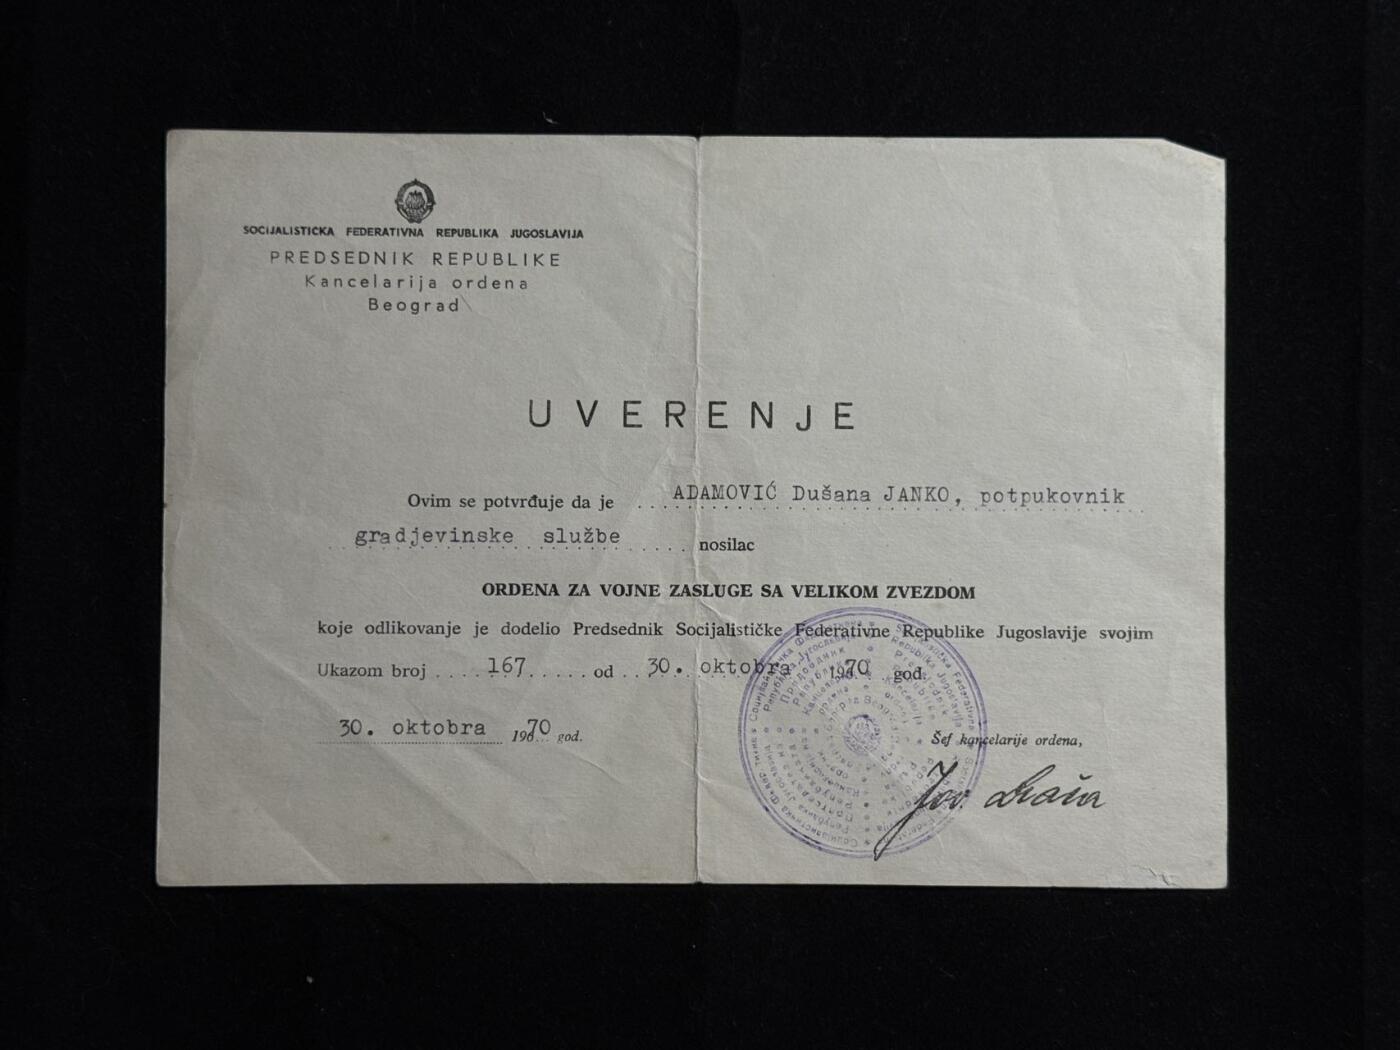 SOCIJALISTIČKA FEDERATIVNA REPUBLIKA JUGOSLAVIJA
PREDSEDNIK REPUBLIKE
Kancelarija ordena
Beograd
UVERENJE
Ovim se potvrđuje da je ADAMOVIĆ Dušana JANKO, potpukovnik
gradjevinske službe nosilac
ORDENA ZA VOJNE ZASLUGE SA VELIKOM ZVEZDOM
koje odlikovanje je dodelio Predsednik Socijalističke Federativne Republike Jugoslavije svojim
Ukazom broj 167 od 30. oktobra 1970 god.
30. oktobra 1970 god.
Šef kancelarije ordena,